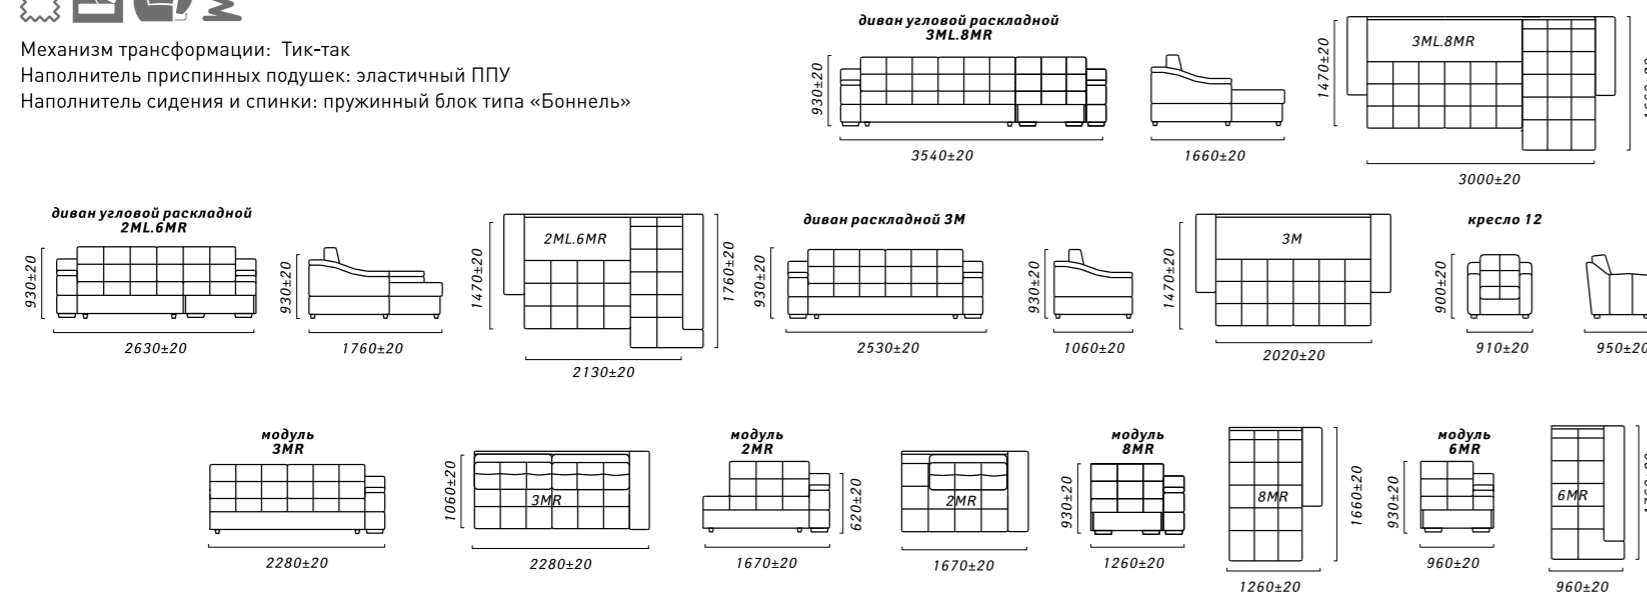 Механизм трансформации: Тик-так
Наполнитель приспинных подушек: эластичный ППУ
Наполнитель сидения и спинки: пружинный блок типа «Боннель»
диван угловой раскладной
3ML.8MR
930±20
3540±20
1660±20
1470±20
3ML.8MR
3000±20
диван угловой раскладной
2ML.6MR
930±20
2630±20
930±20
1760±20
1470±20
2ML.6MR
1760±20
2130±20
диван раскладной 3М
930±20
2530±20
930±20
1060±20
1470±20
3M
2020±20
кресло 12
900±20
910±20
950±20
модуль
3MR
2280±20
1060±20
3MR
2280±20
модуль
2MR
620±20
1670±20
2MR
1670±20
модуль
8MR
930±20
1260±20
8MR
1660±20
1260±20
модуль
6MR
930±20
960±20
6MR
960±20